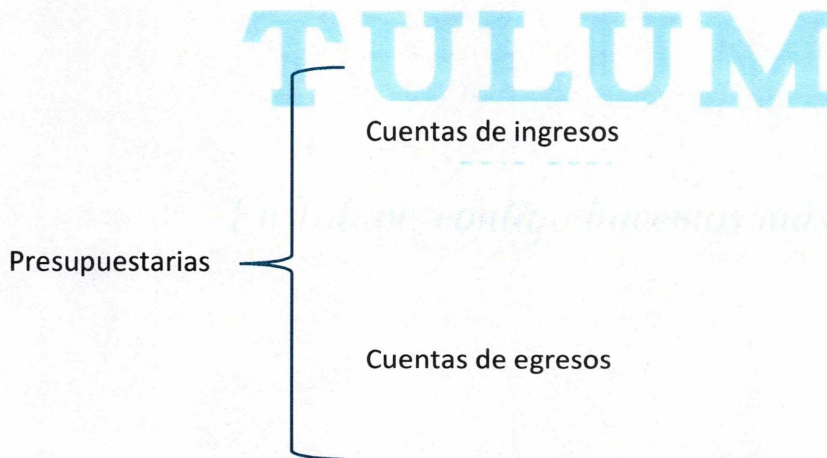 TULUM
Cuentas de ingresos
Presupuestarias
Cuentas de egresos